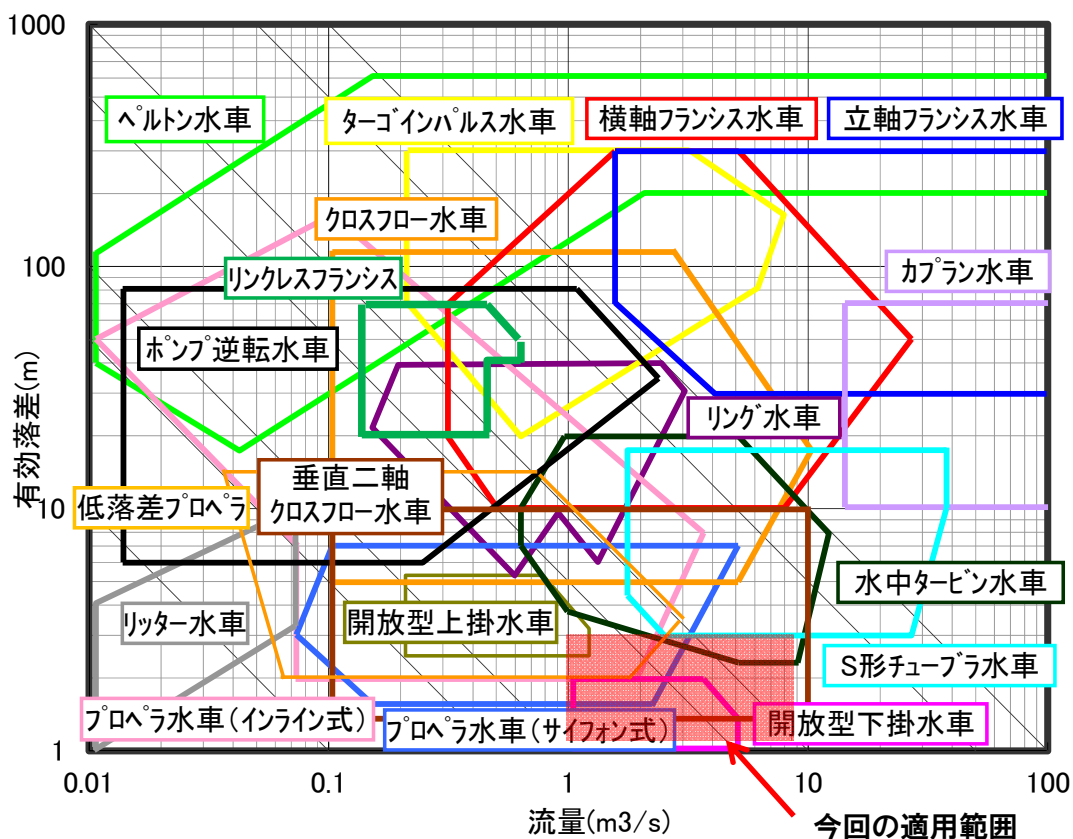 1000
ペルトン水車
ターゴインパルス水車
横軸フランシス水車
立軸フランシス水車
クロスフロー水車
100
リンクレスフランシス
カプラン水車
ポンプ逆転水車
有効落差(m)
リング水車
垂直二軸
クロスフロー水車
低落差プロペラ
10
水中タービン水車
リッター水車
開放型上掛水車
S形チューブラ水車
プロペラ水車(インライン式)
プロペラ水車(サイフォン式)
開放型下掛水車
1
0.01
0.1
1
10
100
流量(m3/s)
今回の適用範囲